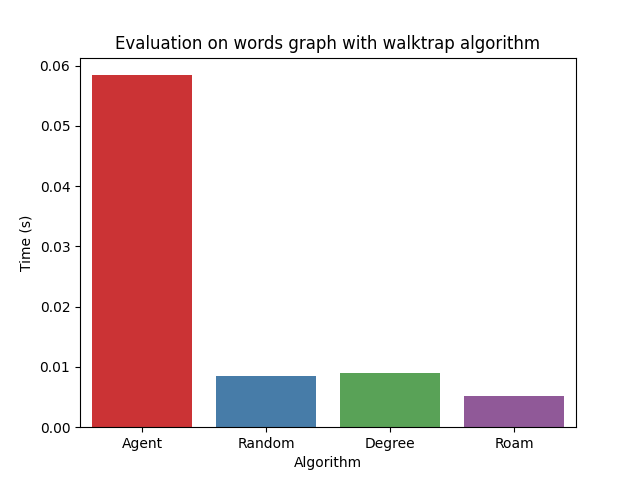 Evaluation on words graph with walktrap algorithm
0.06
0.05
0.04
0.03
0.02
0.01
0.00
Time (s)
Agent Random Degree Roam
Algorithm